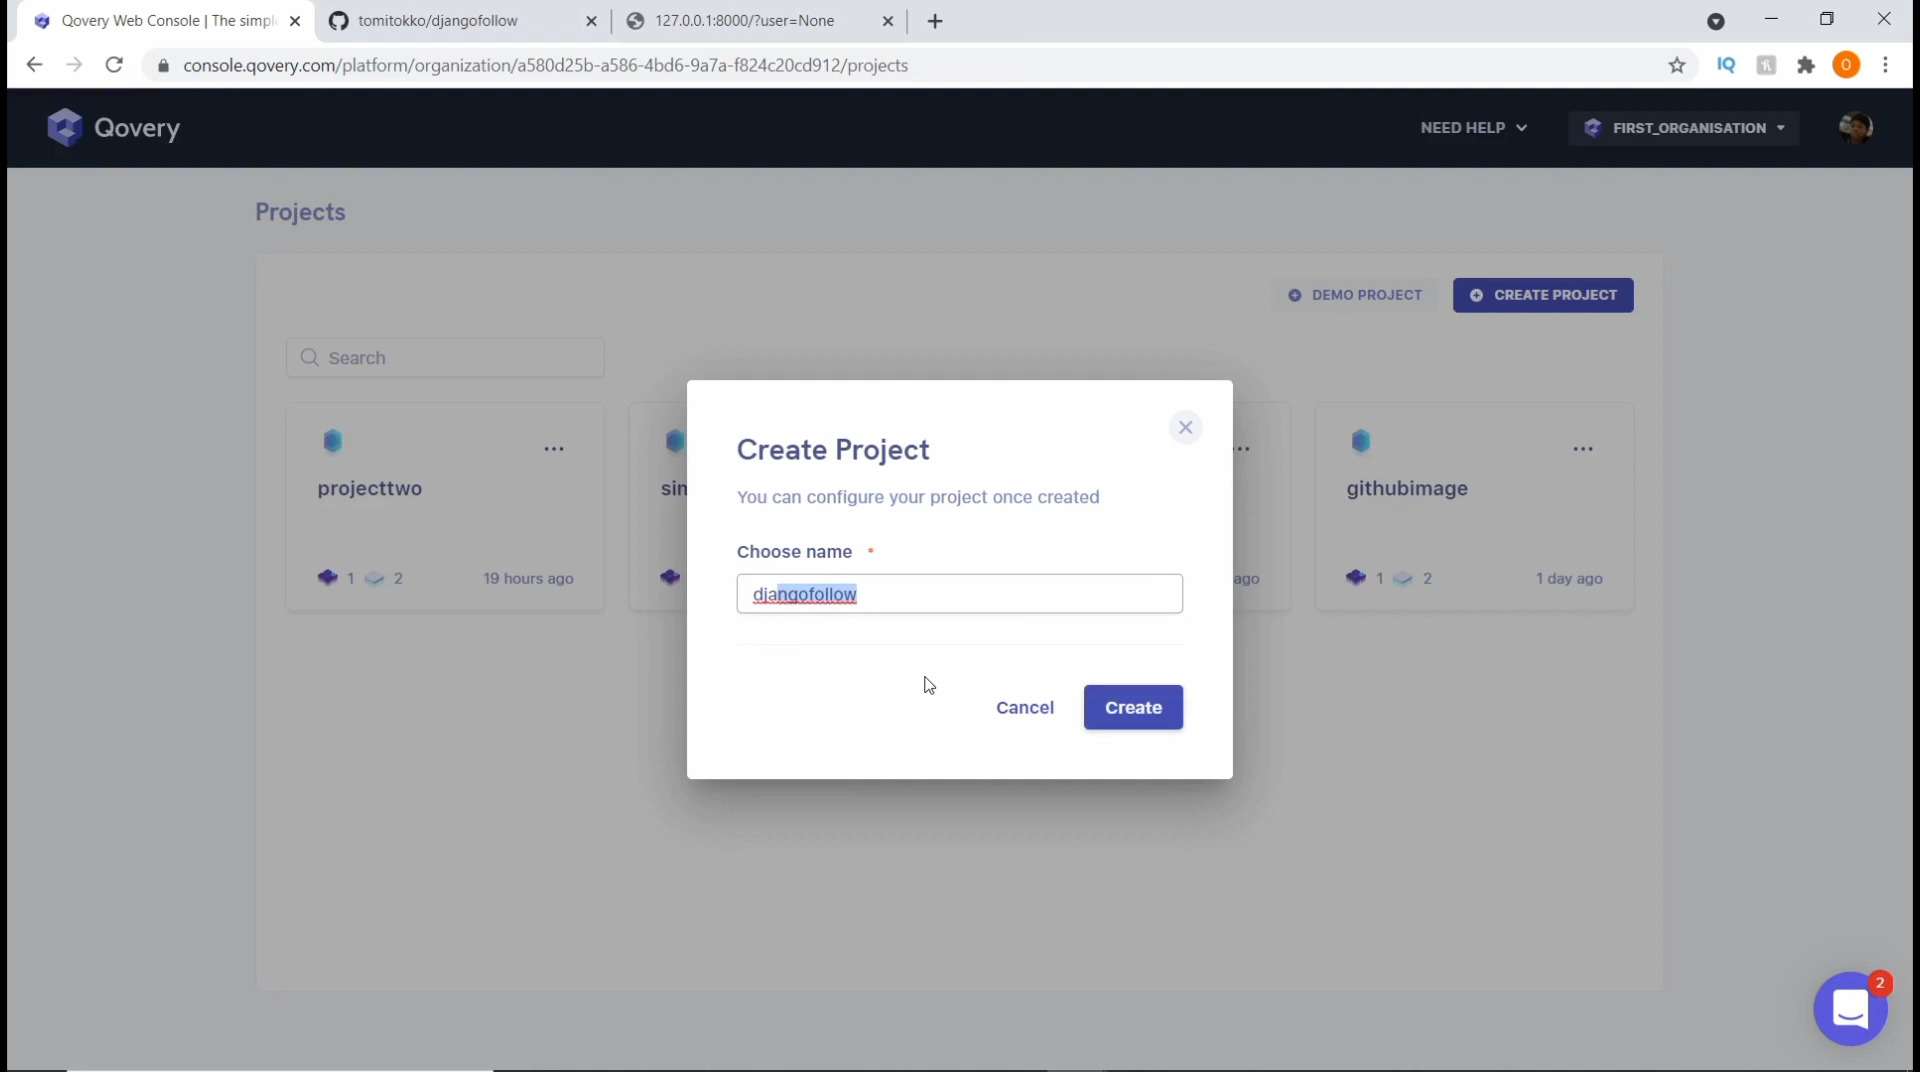 Qovery Web Console | The simpl
tomitokko/djangofollow
127.0.0.1:8000/?user=None
console.qovery.com/platform/organization/a580d25b-a586-4bd6-9a7a-f824c20cd912/projects
IQ
O
Qovery
NEED HELP
FIRST_ORGANISATION
Projects
DEMO PROJECT
CREATE PROJECT
Search
projecttwo
1 2 19 hours ago
sim
ago
githubimage
1 2 1 day ago
Create Project
You can configure your project once created
Choose name *
djangofollow
Cancel
Create
2